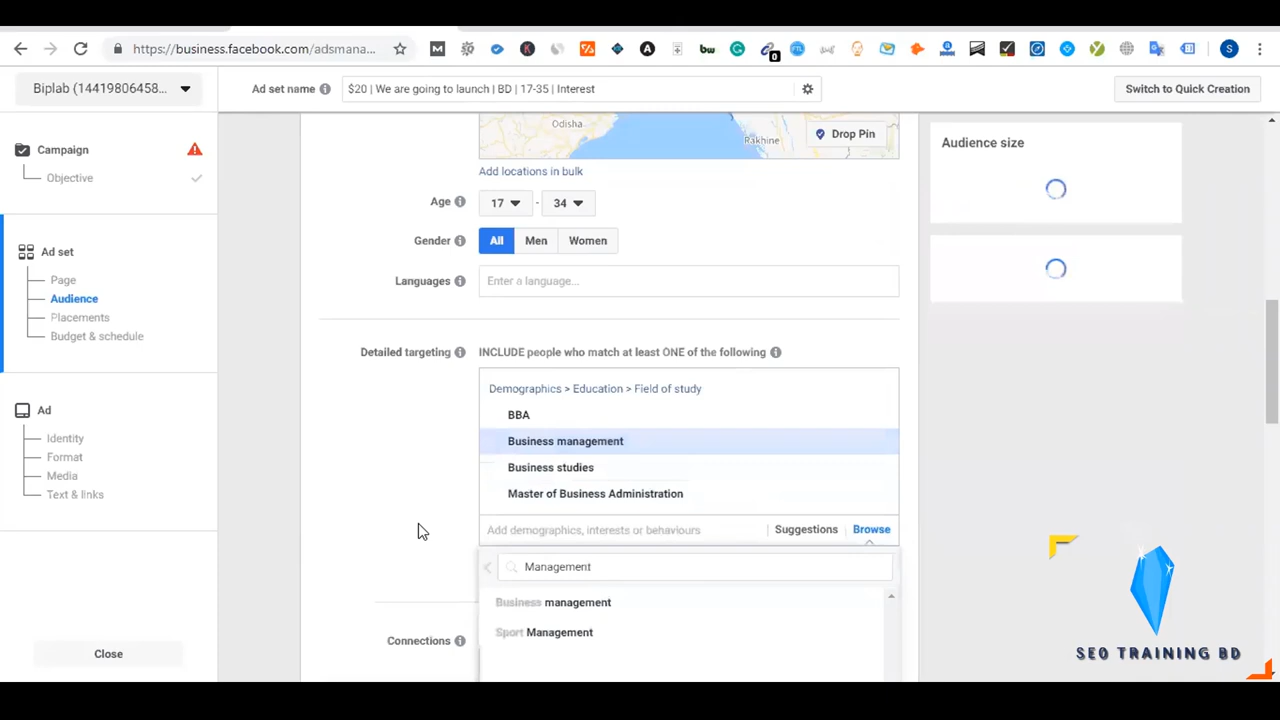 https://business.facebook.com/adsmana...
M
K
A
bw
0
FTL
S
Biplab (14419806458...
Ad set name
$20 | We are going to launch | BD | 17-35 | Interest
Switch to Quick Creation
Campaign
Objective
Ad set
Page
Audience
Placements
Budget & schedule
Ad
Identity
Format
Media
Text & links
Close
Odisha
Rakhine
Drop Pin
Add locations in bulk
Age
17
-
34
Gender
All
Men
Women
Languages
Enter a language...
Detailed targeting
INCLUDE people who match at least ONE of the following
Demographics > Education > Field of study
BBA
Business management
Business studies
Master of Business Administration
Add demographics, interests or behaviours
Suggestions
Browse
Management
Business management
Sport Management
Connections
Audience size
SEO TRAINING BD